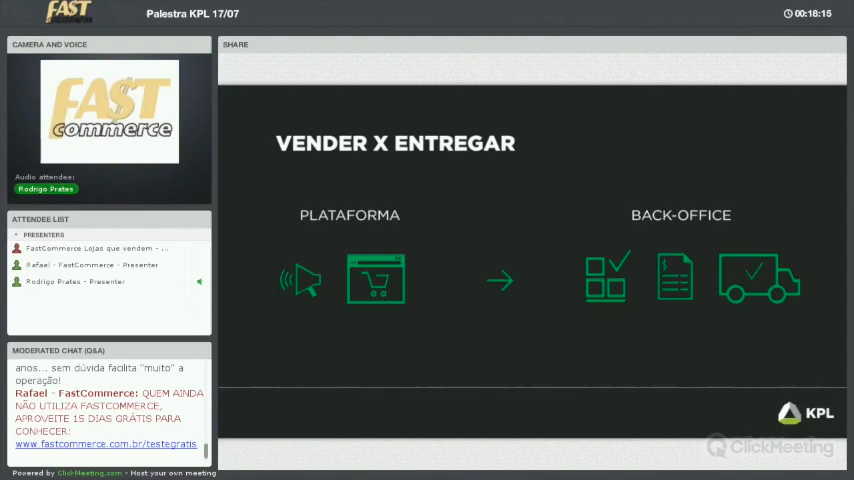 FAST
commerce
Palestra KPL 17/07
00:18:15
CAMERA AND VOICE
FA$T
commerce
Audio attendee:
Rodrigo Prates
ATTENDEE LIST
PRESENTERS
FastCommerce Lojas que vendem - ...
Rafael - FastCommerce - Presenter
Rodrigo Prates - Presenter
MODERATED CHAT (Q&A)
anos... sem dúvida facilita "muito" a
operação!
Rafael - FastCommerce: QUEM AINDA
NÃO UTILIZA FASTCOMMERCE,
APROVEITE 15 DIAS GRÁTIS PARA
CONHECER:
www.fastcommerce.com.br/testegratis
Powered by ClickMeeting.com - Host your own meeting
SHARE
VENDER X ENTREGAR
PLATAFORMA
BACK-OFFICE
$
KPL
ClickMeeting